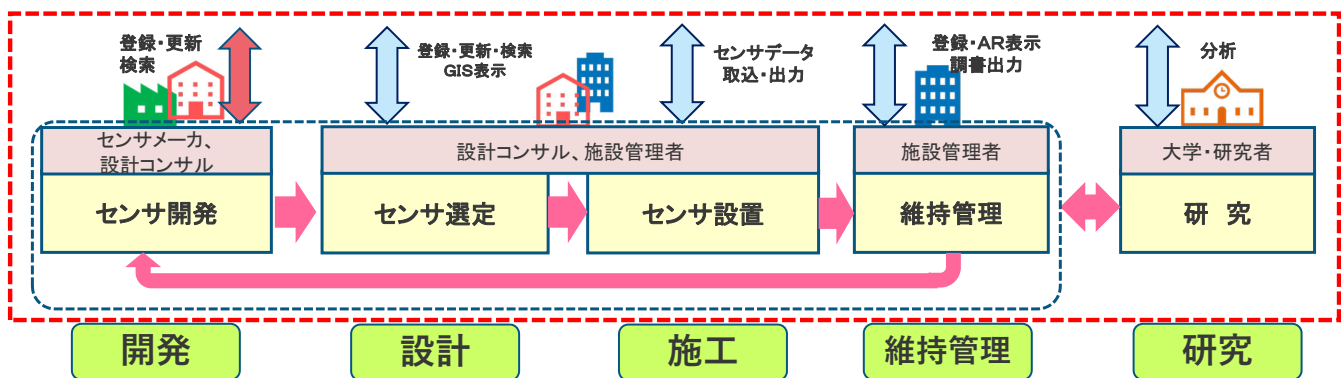 登録・更新
検索
登録・更新・検索
GIS表示
センサデータ
取込・出力
登録・AR表示
調書出力
分析
センサメーカ、
設計コンサル
設計コンサル、施設管理者
施設管理者
大学・研究者
センサ開発
センサ選定
センサ設置
維持管理
研 究
開発
設計
施工
維持管理
研究